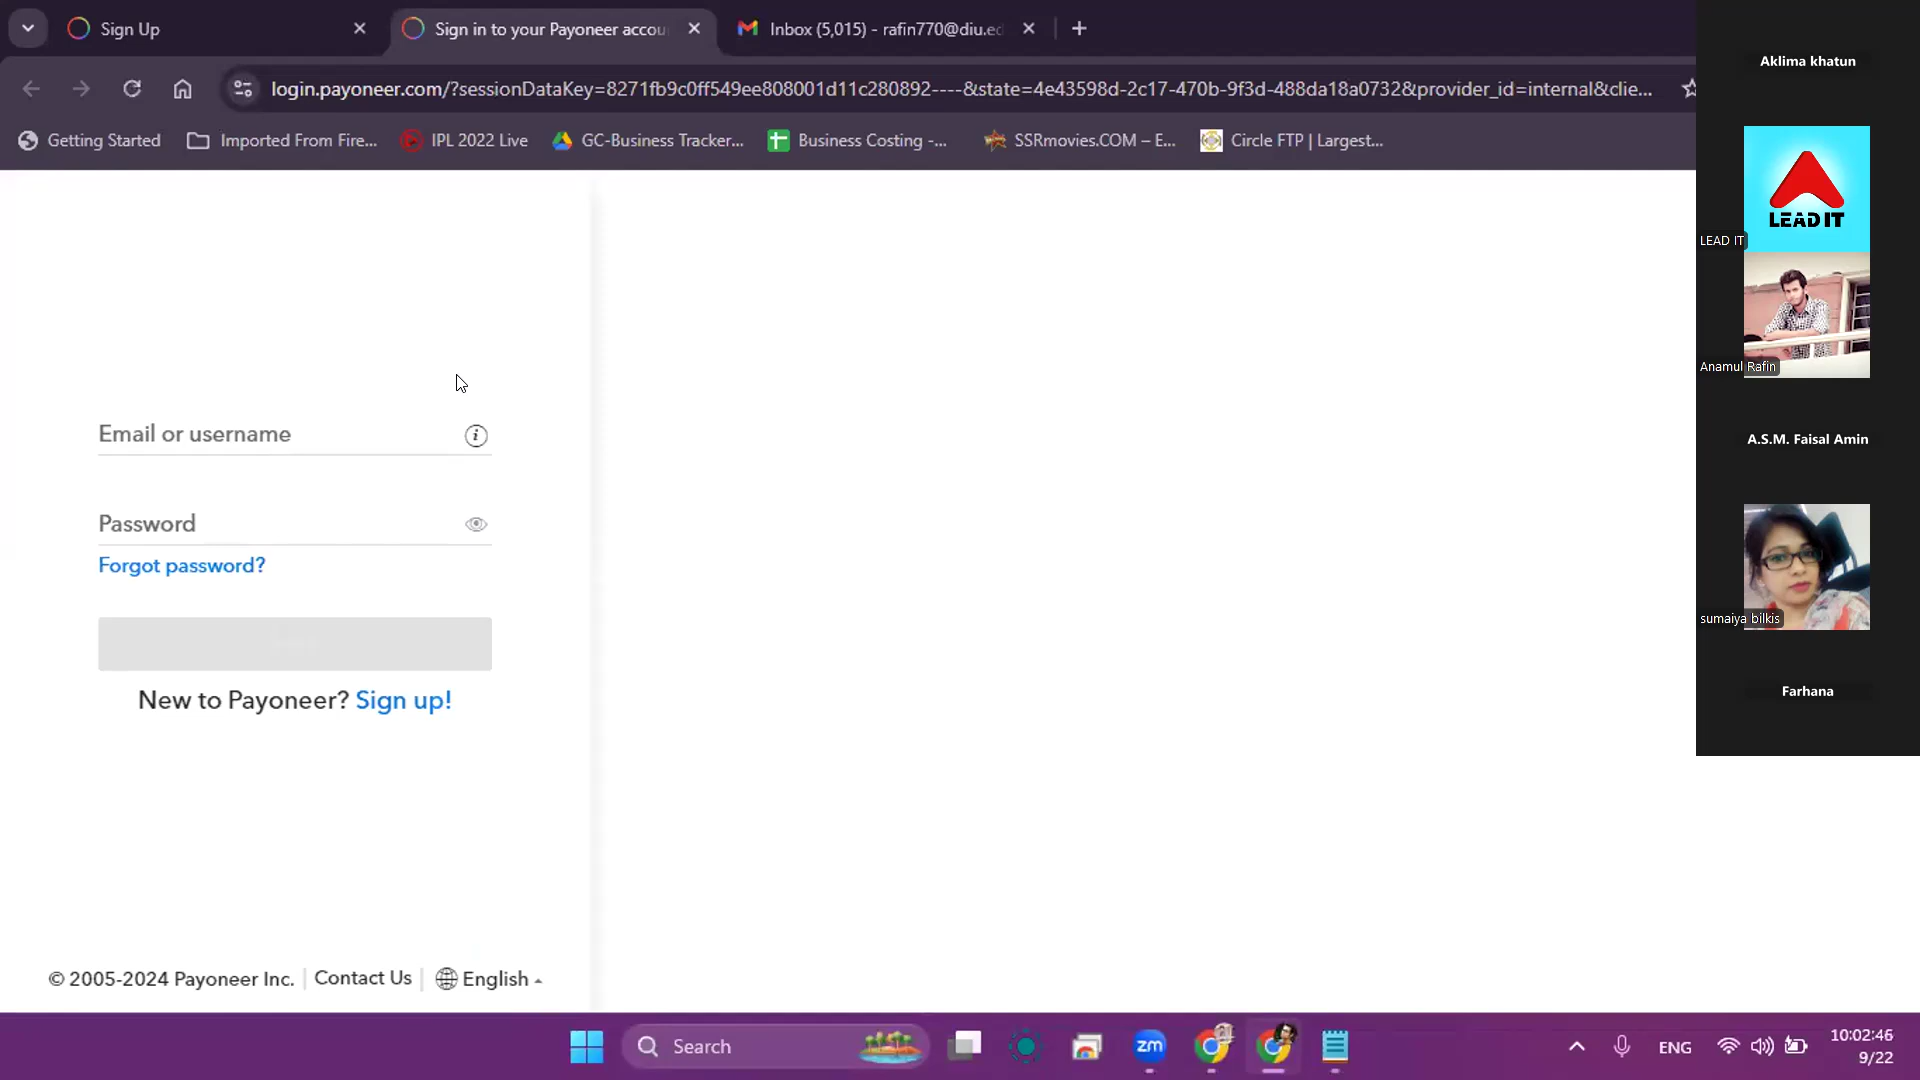 Sign Up
Sign in to your Payoneer accou
Inbox (5,015) - rafin770@diu.ed
login.payoneer.com/?sessionDataKey=8271fb9c0ff549ee808001d11c280892----&state=4e43598d-2c17-470b-9f3d-488da18a0732&provider_id=internal&clie...
Getting Started
Imported From Fire...
IPL 2022 Live
GC-Business Tracker...
Business Costing -...
SSRmovies.COM – E...
Circle FTP | Largest...
Aklima khatun
LEAD IT
LEAD IT
Anamul Rafin
A.S.M. Faisal Amin
sumaiya bilkis
Farhana
Email or username
Password
Forgot password?
New to Payoneer? Sign up!
© 2005-2024 Payoneer Inc. | Contact Us | English
Search
zm
ENG
10:02:46
9/22